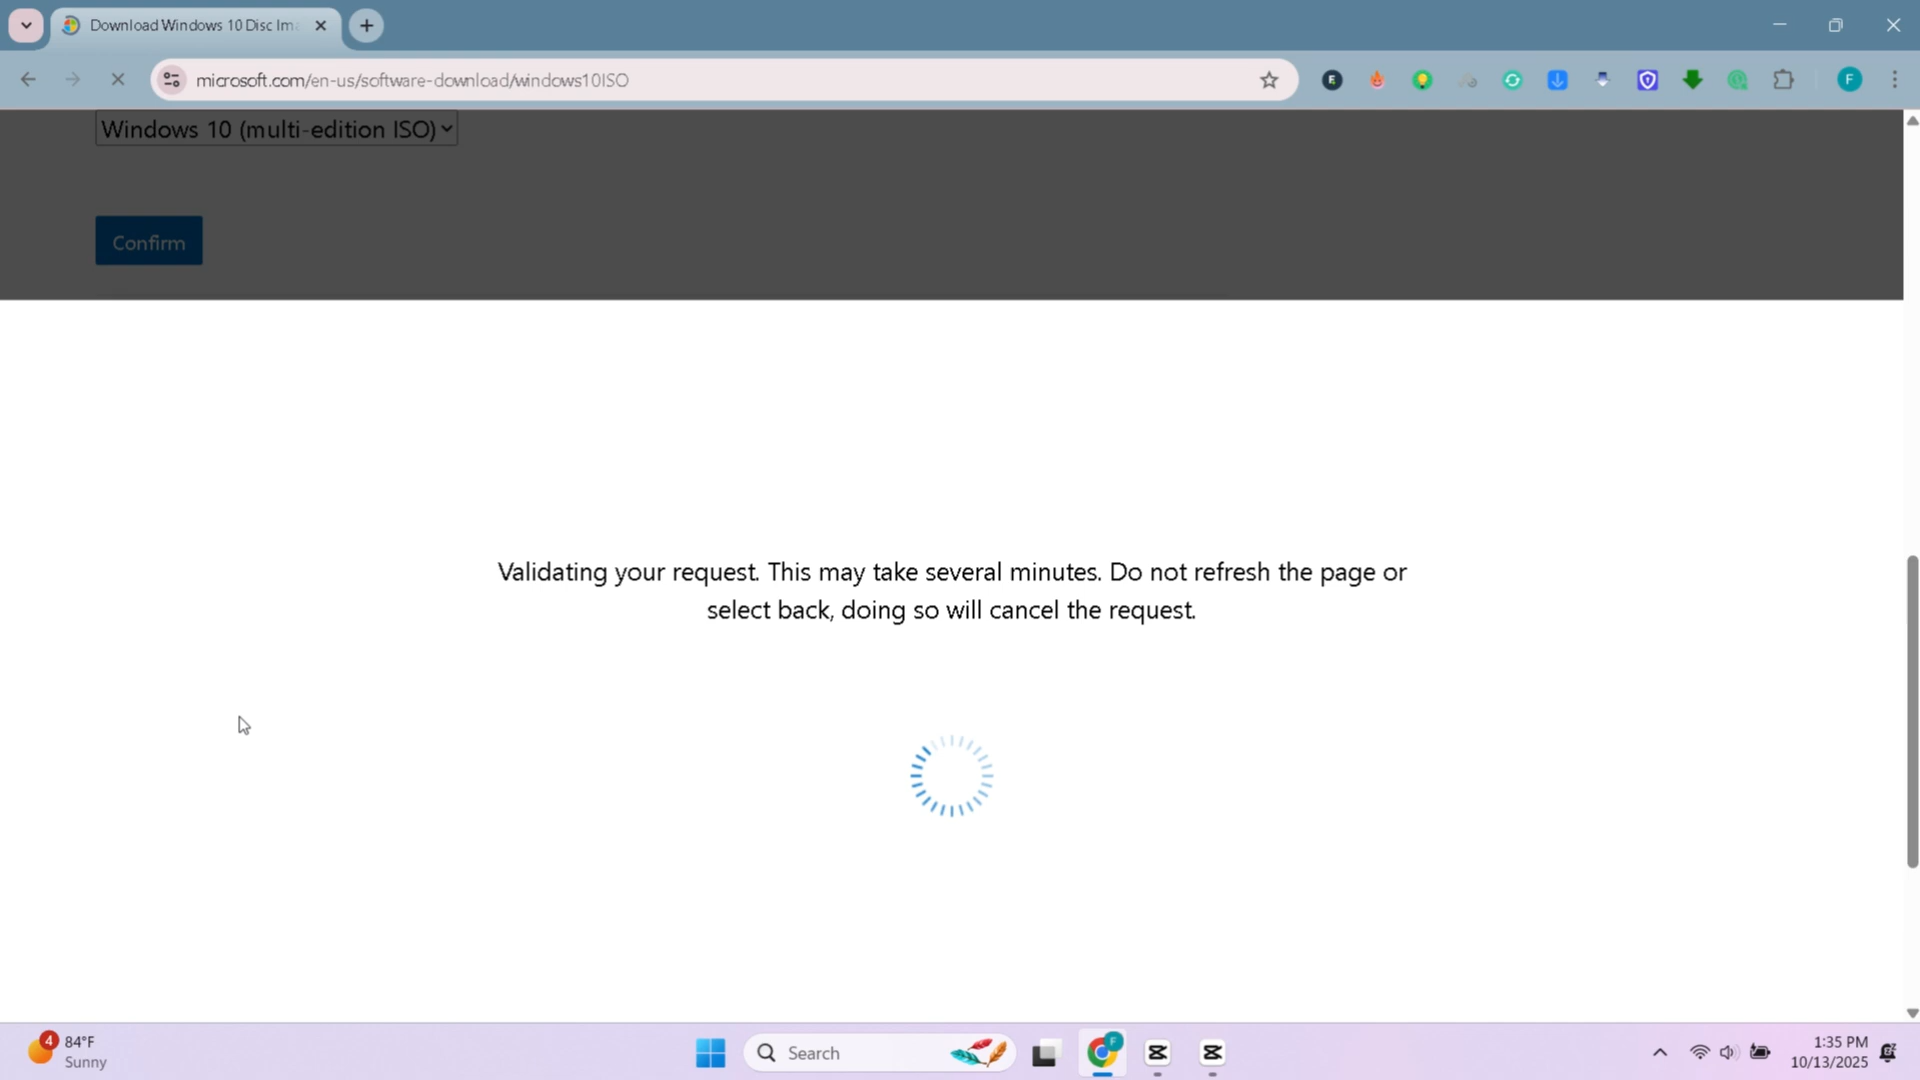 Download Windows 10 Disc Im
microsoft.com/en-us/software-download/windows10ISO
F
Windows 10 (multi-edition ISO)
Confirm
Validating your request. This may take several minutes. Do not refresh the page or
select back, doing so will cancel the request.
4
84°F
Sunny
Search
F
1:35 PM
10/13/2025